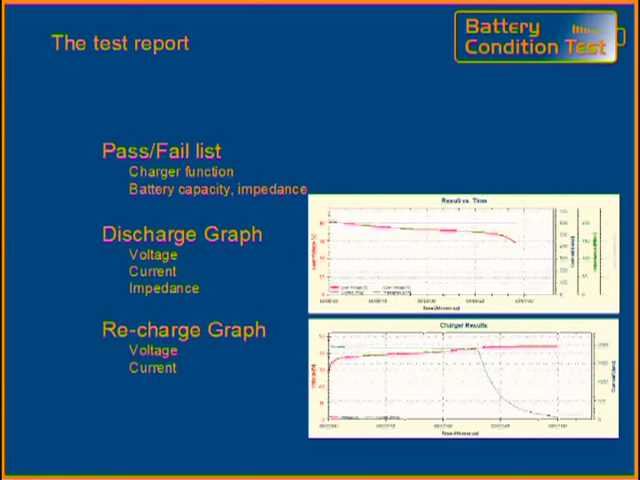 The test report
Battery
Condition Test
Pass/Fail list
Charger function
Battery capacity, impedance
Discharge Graph
Voltage
Current
Impedance
Re-charge Graph
Voltage
Current
Result vs. Time
Charger Results